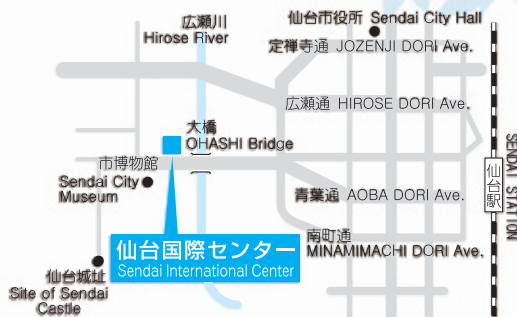 広瀬川
Hirose River
仙台市役所 Sendai City Hall
定禅寺通 JOZENJI DORI Ave.
広瀬通 HIROSE DORI Ave.
大橋
OHASHI Bridge
市博物館
Sendai City
Museum
青葉通 AOBA DORI Ave.
仙台駅
SENDAI STATION
南町通
MINAMIMACHI DORI Ave.
仙台国際センター
Sendai International Center
仙台城址
Site of Sendai
Castle